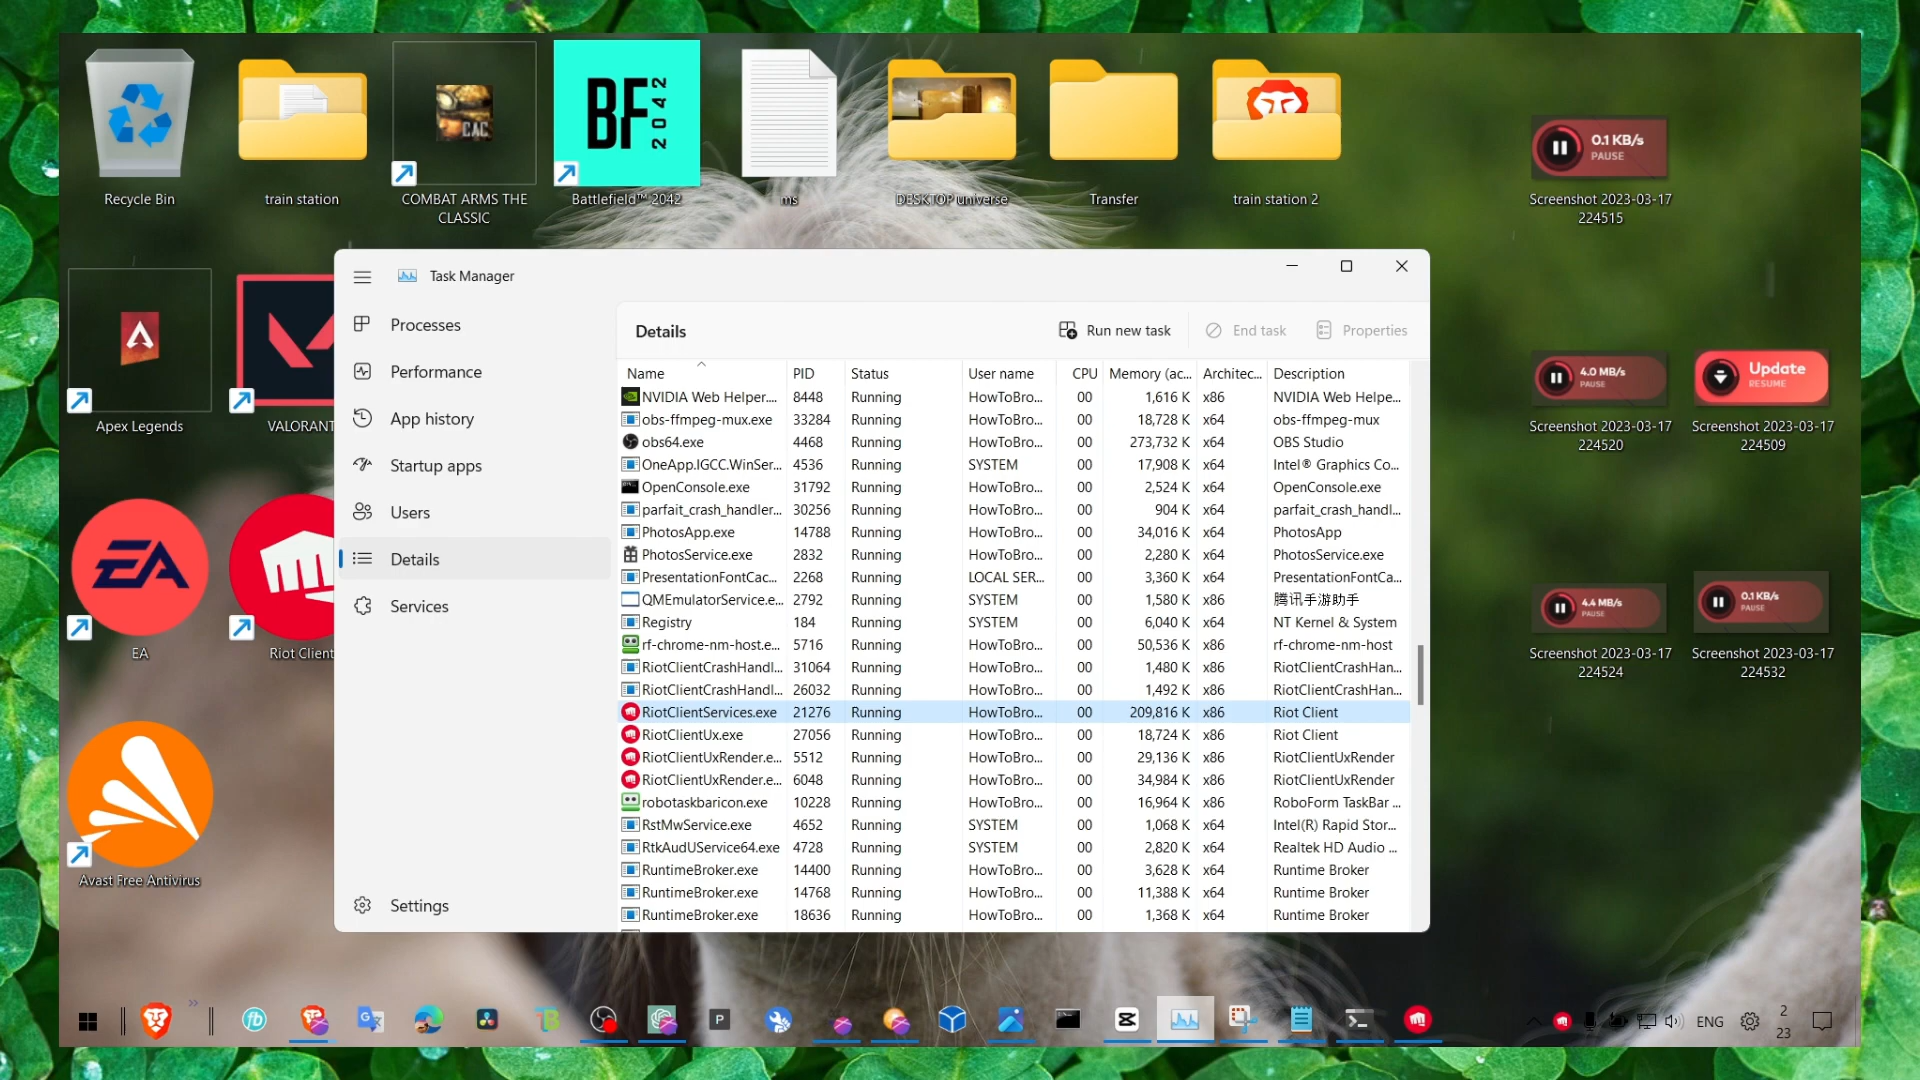 Recycle Bin
train station
COMBAT ARMS THE
CLASSIC
CAC
BF
2042
Battlefield™ 2042
ms
DESKTOP universe
Transfer
train station 2
0.1 KB/s
PAUSE
Screenshot 2023-03-17
224515
Apex Legends
VALORANT
4.0 MB/s
PAUSE
Screenshot 2023-03-17
224520
Update
RESUME
Screenshot 2023-03-17
224509
EA
EA
Riot Client
4.4 MB/s
PAUSE
Screenshot 2023-03-17
224524
0.1 KB/s
PAUSE
Screenshot 2023-03-17
224532
Avast Free Antivirus
Task Manager
Processes
Performance
App history
Startup apps
Users
Details
Services
Settings
Details
Run new task
End task
Properties
Name PID Status User name CPU Memory (ac... Architec... Description
NVIDIA Web Helper.... 8448 Running HowToBro... 00 1,616 K x86 NVIDIA Web Helpe...
obs-ffmpeg-mux.exe 33284 Running HowToBro... 00 18,728 K x64 obs-ffmpeg-mux
obs64.exe 4468 Running HowToBro... 00 273,732 K x64 OBS Studio
OneApp.IGCC.WinSer... 4536 Running SYSTEM 00 17,908 K x64 Intel® Graphics Co...
OpenConsole.exe 31792 Running HowToBro... 00 2,524 K x64 OpenConsole.exe
parfait_crash_handler... 30256 Running HowToBro... 00 904 K x64 parfait_crash_handl...
PhotosApp.exe 14788 Running HowToBro... 00 34,016 K x64 PhotosApp
PhotosService.exe 2832 Running HowToBro... 00 2,280 K x64 PhotosService.exe
PresentationFontCac... 2268 Running LOCAL SER... 00 3,360 K x64 PresentationFontCa...
QMEmulatorService.e... 2792 Running SYSTEM 00 1,580 K x86 腾讯手游助手
Registry 184 Running SYSTEM 00 6,040 K x64 NT Kernel & System
rf-chrome-nm-host.e... 5716 Running HowToBro... 00 50,536 K x86 rf-chrome-nm-host
RiotClientCrashHandl... 31064 Running HowToBro... 00 1,480 K x86 RiotClientCrashHan...
RiotClientCrashHandl... 26032 Running HowToBro... 00 1,492 K x86 RiotClientCrashHan...
RiotClientServices.exe 21276 Running HowToBro... 00 209,816 K x86 Riot Client
RiotClientUx.exe 27056 Running HowToBro... 00 18,724 K x86 Riot Client
RiotClientUxRender.e... 5512 Running HowToBro... 00 29,136 K x86 RiotClientUxRender
RiotClientUxRender.e... 6048 Running HowToBro... 00 34,984 K x86 RiotClientUxRender
robotaskbaricon.exe 10228 Running HowToBro... 00 16,964 K x86 RoboForm TaskBar ...
RstMwService.exe 4652 Running SYSTEM 00 1,068 K x64 Intel(R) Rapid Stor...
RtkAudUService64.exe 4728 Running SYSTEM 00 2,820 K x64 Realtek HD Audio ...
RuntimeBroker.exe 14400 Running HowToBro... 00 3,628 K x64 Runtime Broker
RuntimeBroker.exe 14768 Running HowToBro... 00 11,388 K x64 Runtime Broker
RuntimeBroker.exe 18636 Running HowToBro... 00 1,368 K x64 Runtime Broker
fb
G
TB
P
ENG
2
23